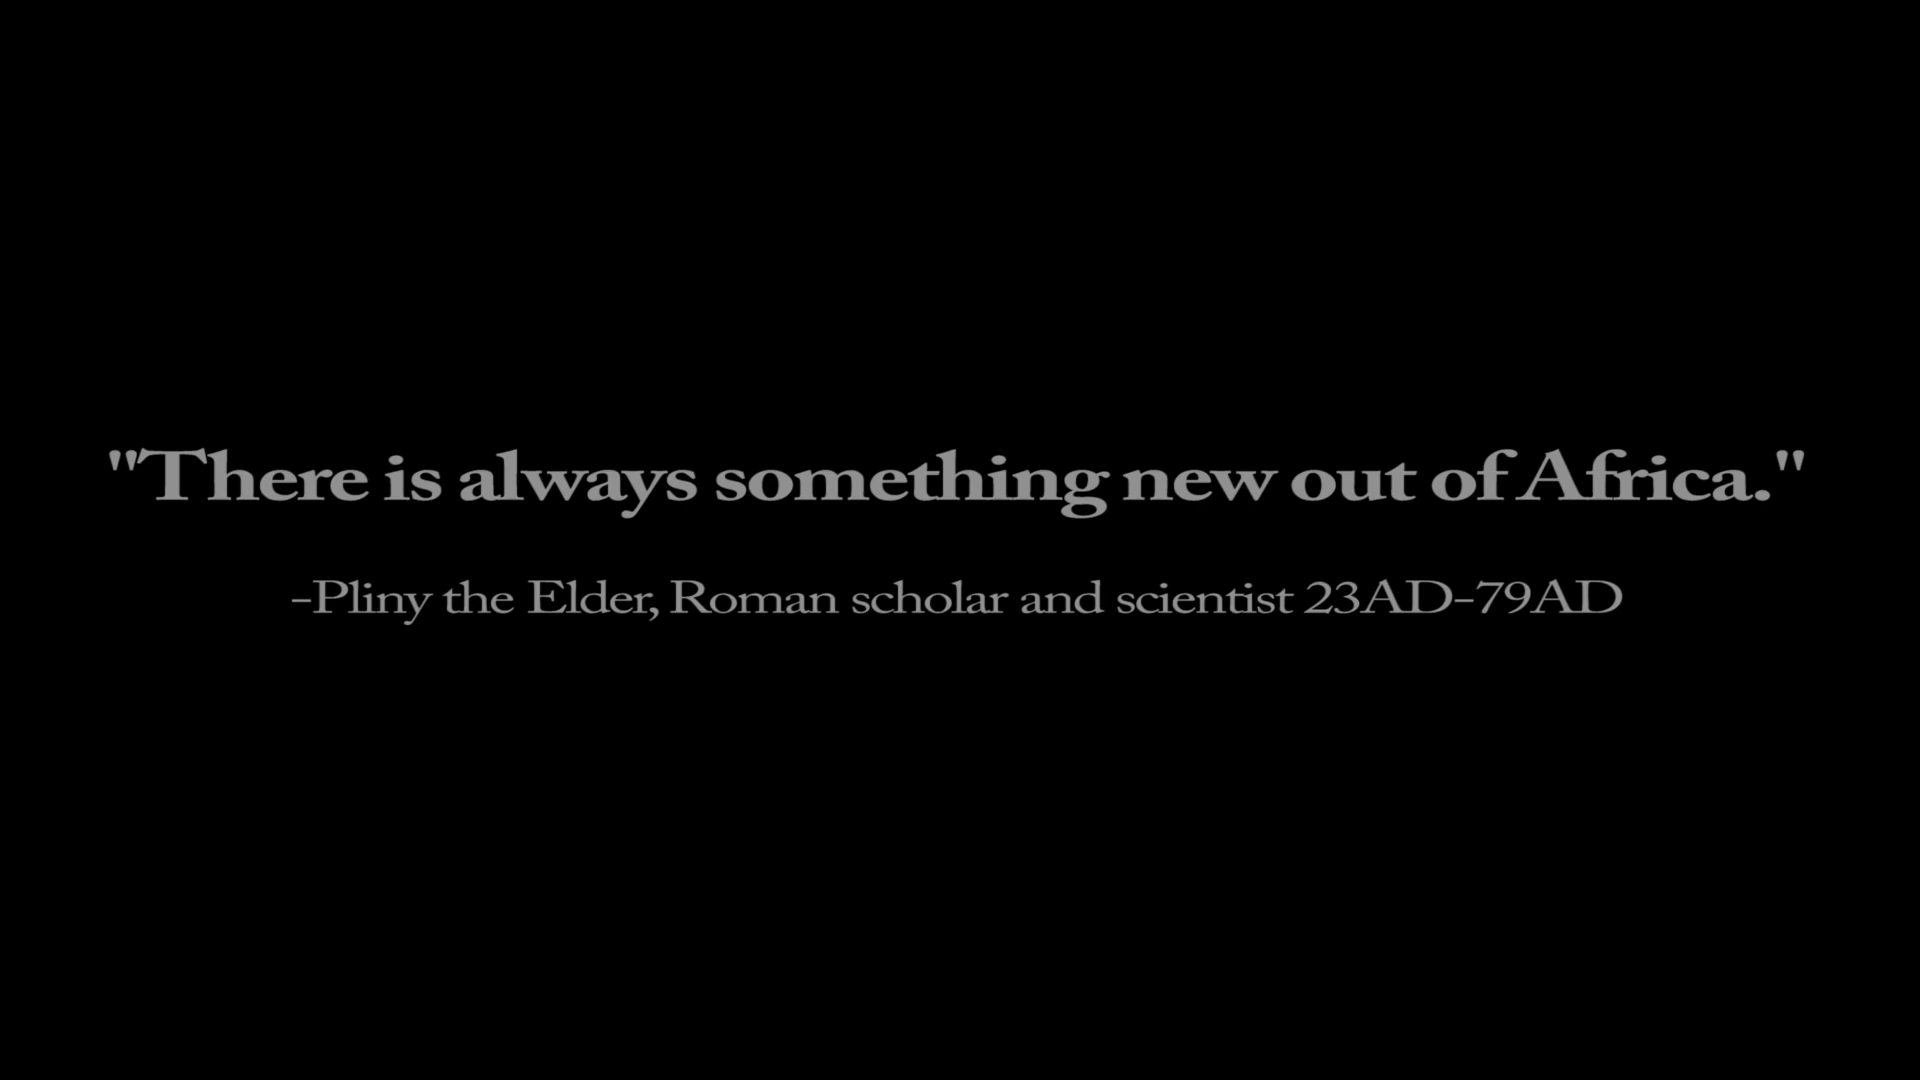 "There is always something new out of Africa."
-Pliny the Elder, Roman scholar and scientist 23AD-79AD